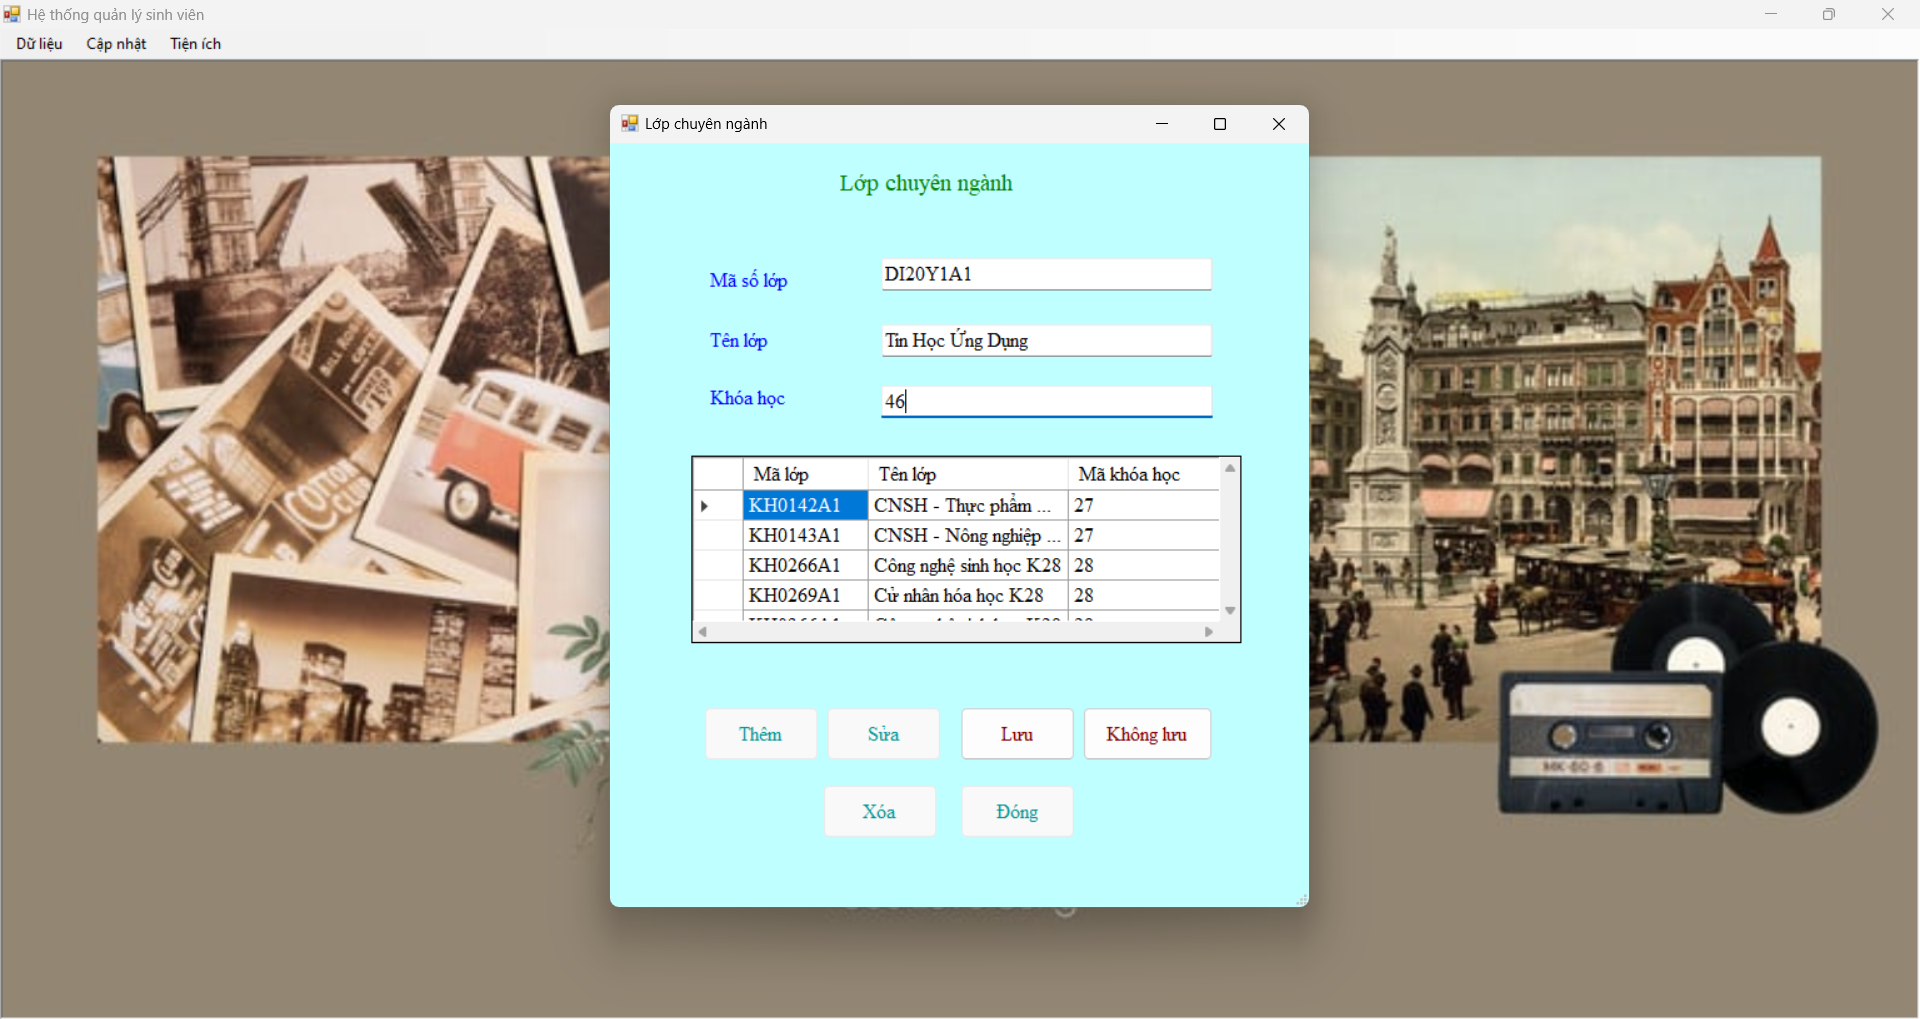 Hệ thống quản lý sinh viên
Dữ liệu Cập nhật Tiện ích
Lớp chuyên ngành
Lớp chuyên ngành
Mã số lớp DI20Y1A1
Tên lớp Tin Học Ứng Dụng
Khóa học 46
Mã lớp Tên lớp Mã khóa học
KH0142A1 CNSH - Thực phẩm ... 27
KH0143A1 CNSH - Nông nghiệp ... 27
KH0266A1 Công nghệ sinh học K28 28
KH0269A1 Cử nhân hóa học K28 28
Thêm Sửa Lưu Không lưu
Xóa Đóng
COTTON CLUB